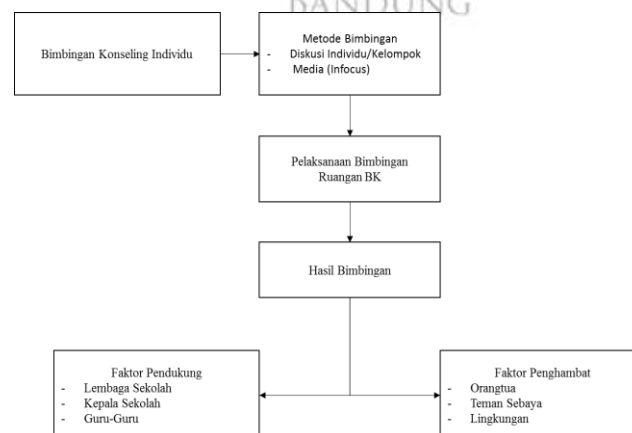 BANDUNG
Bimbingan Konseling Individu
Metode Bimbingan
- Diskusi Individu/Kelompok
- Media (Infocus)
Pelaksanaan Bimbingan
Ruangan BK
Hasil Bimbingan
Faktor Pendukung
- Lembaga Sekolah
- Kepala Sekolah
- Guru-Guru
Faktor Penghambat
- Orangtua
- Teman Sebaya
- Lingkungan